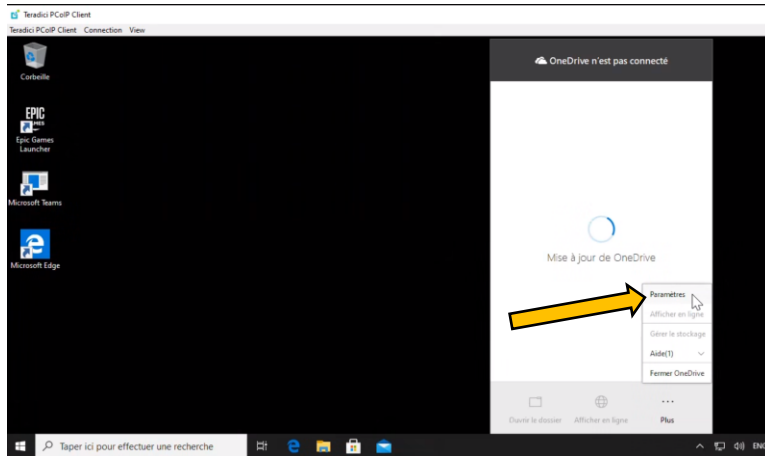 Teradici PCoIP Client
Teradici PCoIP Client Connection View
Corbeille
EPIC
GAMES
Epic Games
Launcher
Microsoft Teams
Microsoft Edge
OneDrive n'est pas connecté
Mise à jour de OneDrive
Paramètres
Afficher en ligne
Gérer le stockage
Aide(1)
Fermer OneDrive
Ouvrir le dossier
Afficher en ligne
Plus
Taper ici pour effectuer une recherche
ENG